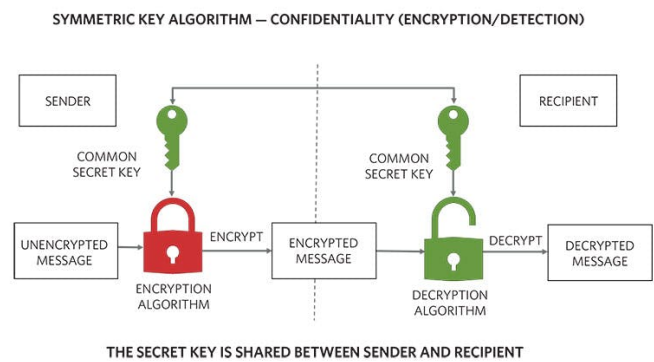 SYMMETRIC KEY ALGORITHM — CONFIDENTIALITY (ENCRYPTION/DETECTION)
SENDER
RECIPIENT
COMMON
SECRET KEY
COMMON
SECRET KEY
UNENCRYPTED
MESSAGE
ENCRYPT
ENCRYPTED
MESSAGE
DECRYPT
DECRYPTED
MESSAGE
ENCRYPTION
ALGORITHM
DECRYPTION
ALGORITHM
THE SECRET KEY IS SHARED BETWEEN SENDER AND RECIPIENT